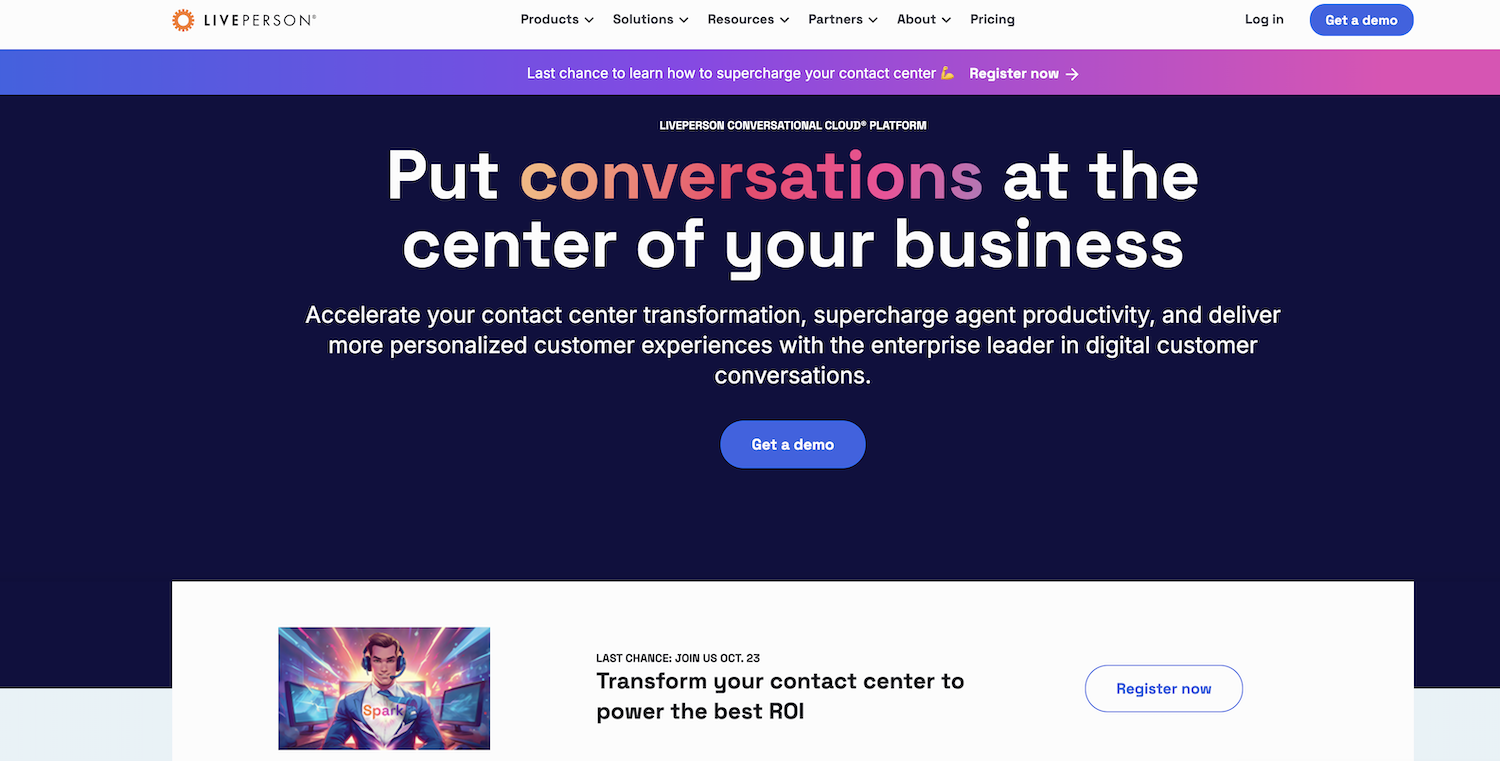 LIVEPERSON®
Products Solutions Resources Partners About Pricing
Log in
Get a demo
Last chance to learn how to supercharge your contact center 💪 Register now →
LIVEPERSON CONVERSATIONAL CLOUD® PLATFORM
Put conversations at the
center of your business
Accelerate your contact center transformation, supercharge agent productivity, and deliver
more personalized customer experiences with the enterprise leader in digital customer
conversations.
Get a demo
Spark
LAST CHANCE: JOIN US OCT. 23
Transform your contact center to
power the best ROI
Register now